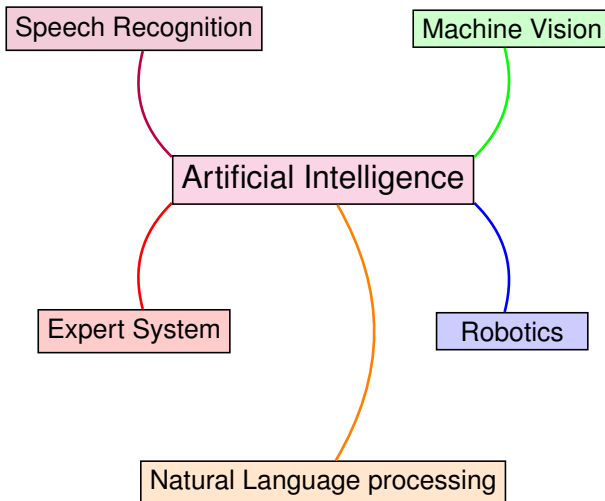 Speech Recognition
Machine Vision
Artificial Intelligence
Expert System
Robotics
Natural Language processing